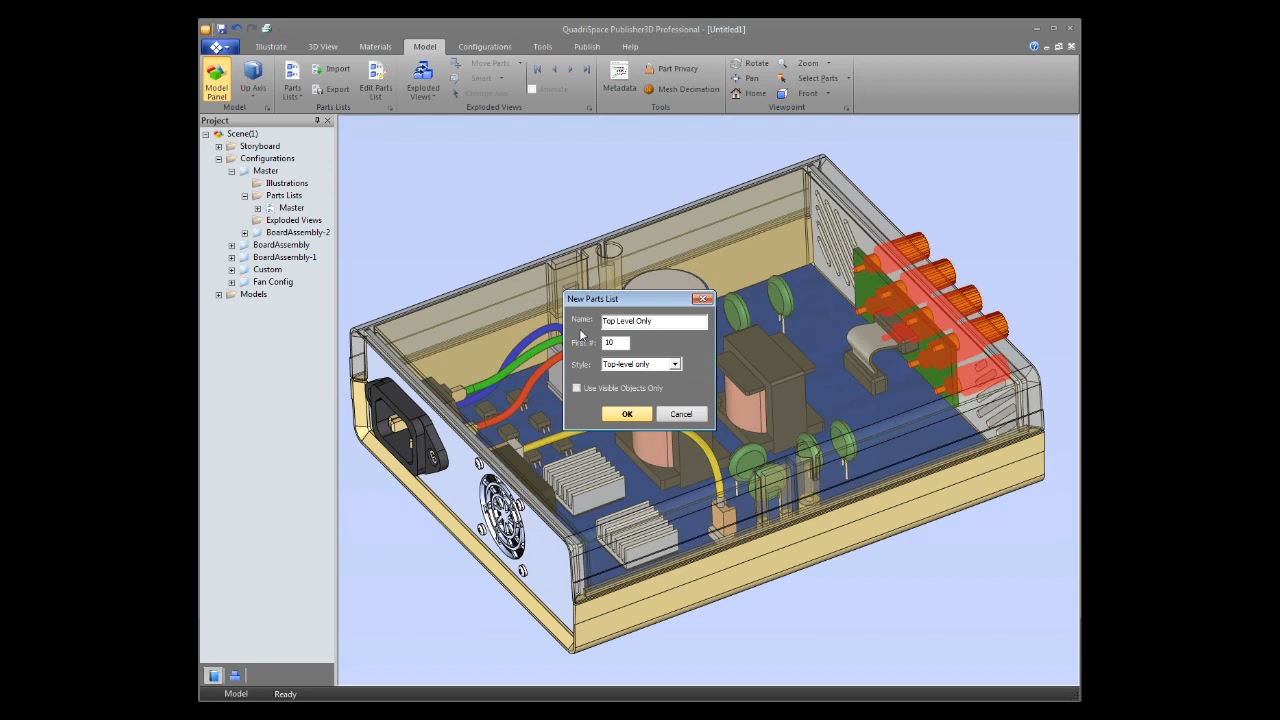 QuadriSpace Publisher3D Professional - [Untitled1]
Illustrate 3D View Materials Model Configurations Tools Publish Help
Model Panel
Up Axis
Parts Lists
Import
Export
Edit Parts List
Exploded Views
Move Parts
Smart
Animate
Metadata
Part Privacy
Mesh Decimation
Rotate
Pan
Home
Zoom
Select Parts
Front
Model Parts Lists Exploded Views Tools Viewpoint
Project
Scene(1)
Storyboard
Configurations
Master
Illustrations
Parts Lists
Master
Exploded Views
BoardAssembly-2
BoardAssembly
BoardAssembly-1
Custom
Fan Config
Models
New Parts List
Name: Top Level Only
First #: 10
Style: Top-level only
Use Visible Objects Only
OK Cancel
Model Ready